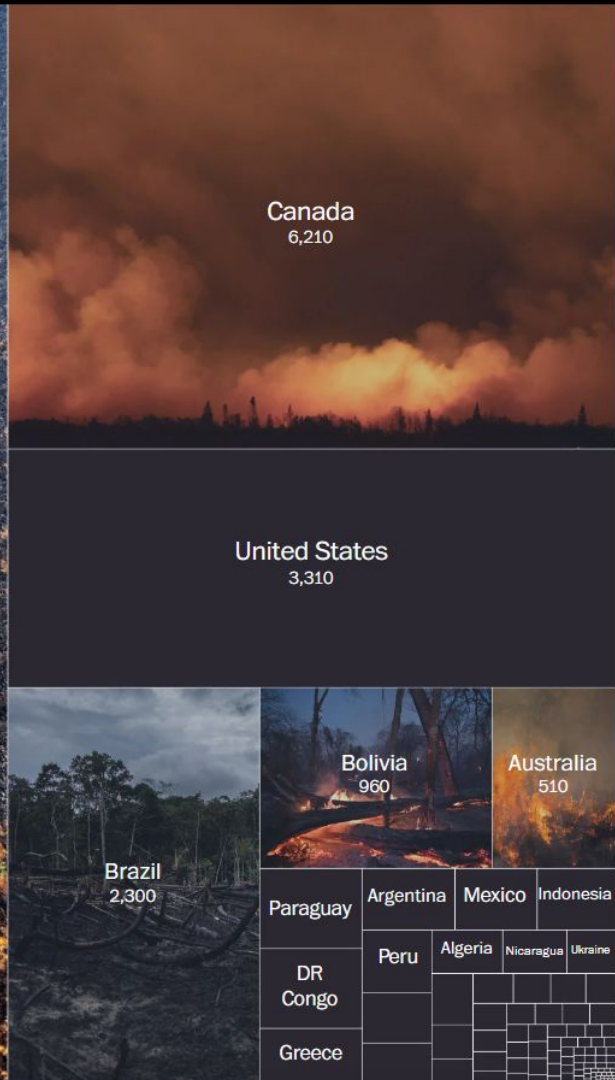 Canada
6,210
United States
3,310
Brazil
2,300
Bolivia
960
Australia
510
Paraguay
Argentina
Mexico
Indonesia
DR
Congo
Peru
Algeria
Nicaragua
Ukraine
Greece